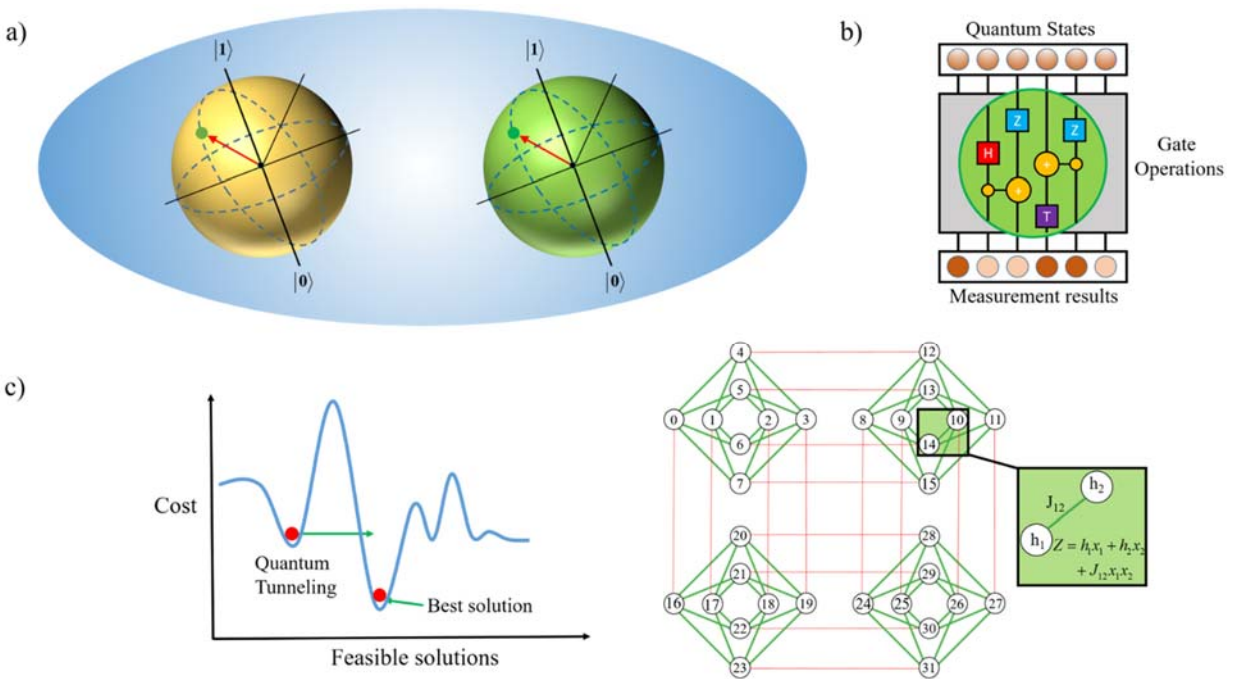 a)
|1⟩
|1⟩
|0⟩
|0⟩
b)
Quantum States
Z
Z
H
+
+
T
Gate
Operations
Measurement results
c)
Cost
Quantum
Tunneling
Best solution
Feasible solutions
4
12
5
13
0
1
2
3
8
9
10
11
6
14
7
15
20
28
21
29
16
17
18
19
24
25
26
27
22
30
23
31
h₂
J₁₂
h₁
Z = h₁x₁ + h₂x₂
+ J₁₂x₁x₂